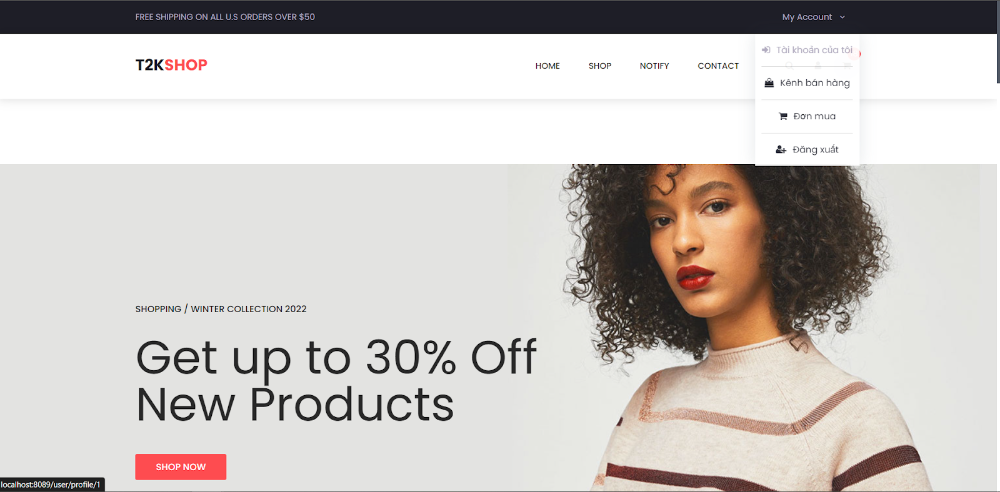 FREE SHIPPING ON ALL U.S ORDERS OVER $50
My Account
T2KSHOP
HOME
SHOP
NOTIFY
CONTACT
Tài khoản của tôi
Kênh bán hàng
Đơn mua
Đăng xuất
SHOPPING / WINTER COLLECTION 2022
Get up to 30% Off
New Products
SHOP NOW
localhost:8089/user/profile/1